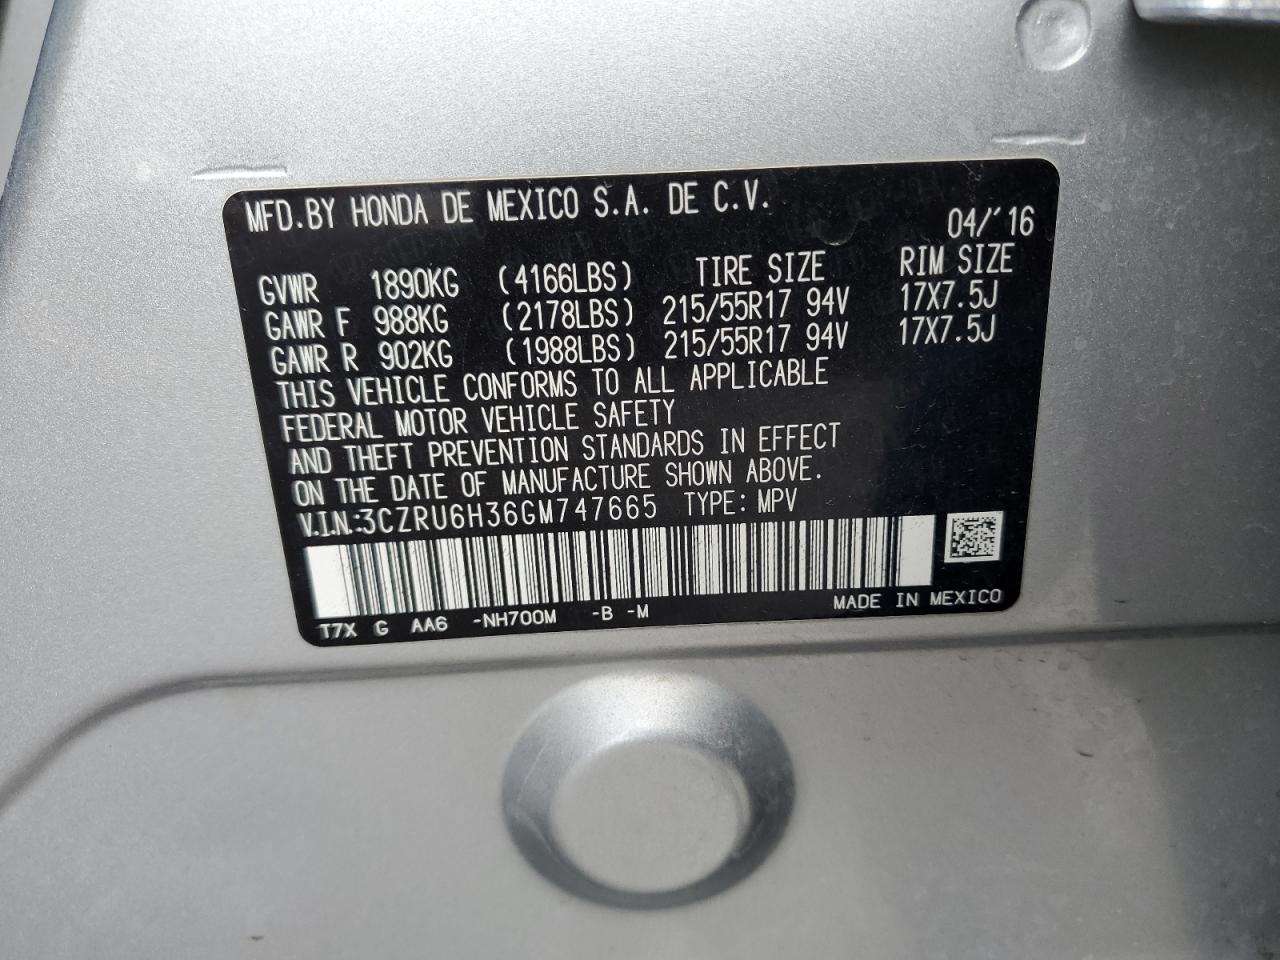 MFD.BY HONDA DE MEXICO S.A. DE C.V.
04/'16
GVWR 1890KG (4166LBS) TIRE SIZE RIM SIZE
GAWR F 988KG (2178LBS) 215/55R17 94V 17X7.5J
GAWR R 902KG (1988LBS) 215/55R17 94V 17X7.5J
THIS VEHICLE CONFORMS TO ALL APPLICABLE
FEDERAL MOTOR VEHICLE SAFETY
AND THEFT PREVENTION STANDARDS IN EFFECT
ON THE DATE OF MANUFACTURE SHOWN ABOVE.
V.I.N.:3CZRU6H36GM747665 TYPE: MPV
T7X G AA6 -NH700M -B -M MADE IN MEXICO